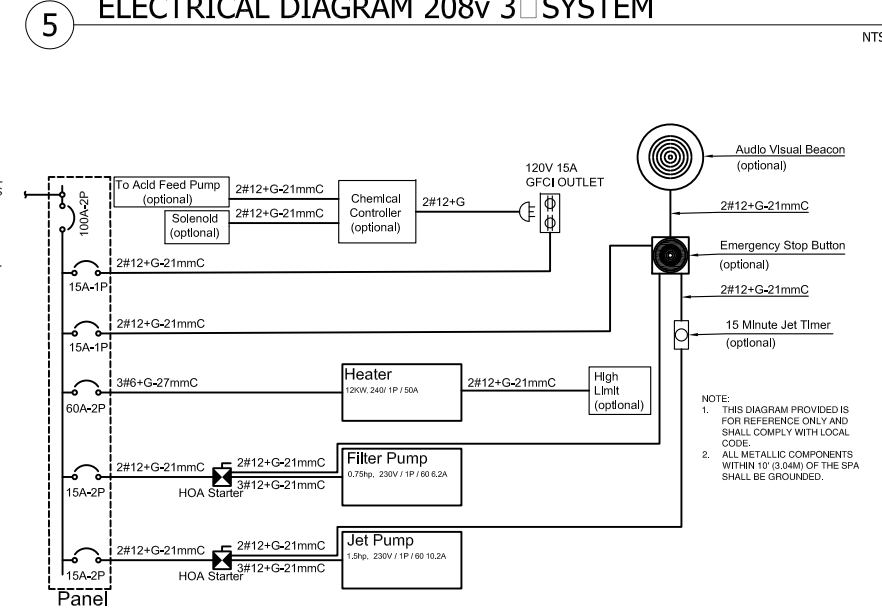 5
ELECTRICAL DIAGRAM 208v 3□SYSTEM
NTS
100A-2P
To Acid Feed Pump
(optional)
2#12+G-21mmC
Solenoid
(optional)
2#12+G-21mmC
Chemical
Controller
(optional)
2#12+G
120V 15A
GFCI OUTLET
Audio Visual Beacon
(optional)
2#12+G-21mmC
Emergency Stop Button
(optional)
2#12+G-21mmC
15 Minute Jet Timer
(optional)
2#12+G-21mmC
15A-1P
2#12+G-21mmC
15A-1P
3#6+G-27mmC
60A-2P
Heater
12KW, 240/ 1P / 50A
2#12+G-21mmC
High
Limit
(optional)
NOTE:
1. THIS DIAGRAM PROVIDED IS
FOR REFERENCE ONLY AND
SHALL COMPLY WITH LOCAL
CODE.
2. ALL METALLIC COMPONENTS
WITHIN 10' (3.04M) OF THE SPA
SHALL BE GROUNDED.
2#12+G-21mmC
15A-2P
HOA Starter
2#12+G-21mmC
3#12+G-21mmC
Filter Pump
0.75hp, 230V / 1P / 60 6.2A
2#12+G-21mmC
15A-2P
HOA Starter
2#12+G-21mmC
3#12+G-21mmC
Jet Pump
1.5hp, 230V / 1P / 60 10.2A
Panel